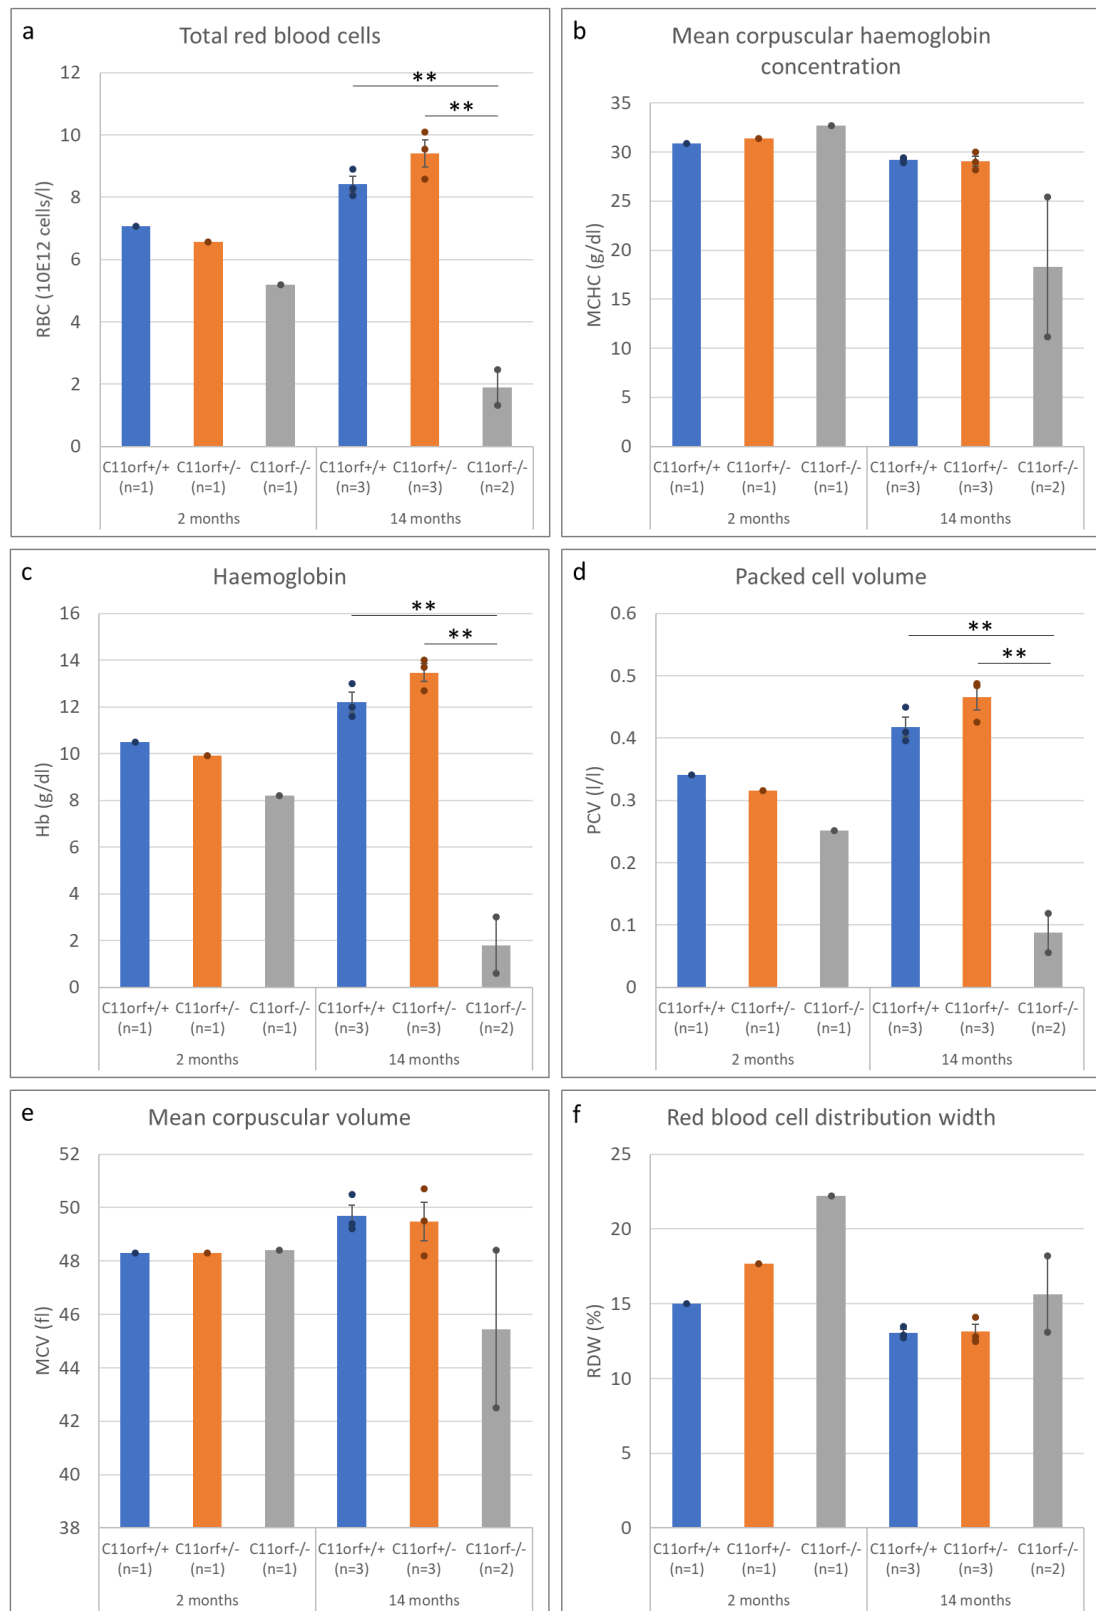 a
Total red blood cells
12
10
8
6
4
2
0
RBC (10E12 cells/l)
**
**
C11orf+/+ C11orf+/- C11orf-/- C11orf+/+ C11orf+/- C11orf-/-
(n=1) (n=1) (n=1) (n=3) (n=3) (n=2)
2 months 14 months
b
Mean corpuscular haemoglobin
concentration
35
30
25
20
15
10
5
0
MCHC (g/dl)
C11orf+/+ C11orf+/- C11orf-/- C11orf+/+ C11orf+/- C11orf-/-
(n=1) (n=1) (n=1) (n=3) (n=3) (n=2)
2 months 14 months
c
Haemoglobin
16
14
12
10
8
6
4
2
0
Hb (g/dl)
**
**
C11orf+/+ C11orf+/- C11orf-/- C11orf+/+ C11orf+/- C11orf-/-
(n=1) (n=1) (n=1) (n=3) (n=3) (n=2)
2 months 14 months
d
Packed cell volume
0.6
0.5
0.4
0.3
0.2
0.1
0
PCV (l/l)
**
**
C11orf+/+ C11orf+/- C11orf-/- C11orf+/+ C11orf+/- C11orf-/-
(n=1) (n=1) (n=1) (n=3) (n=3) (n=2)
2 months 14 months
e
Mean corpuscular volume
52
50
48
46
44
42
40
38
MCV (fl)
C11orf+/+ C11orf+/- C11orf-/- C11orf+/+ C11orf+/- C11orf-/-
(n=1) (n=1) (n=1) (n=3) (n=3) (n=2)
2 months 14 months
f
Red blood cell distribution width
25
20
15
10
5
0
RDW (%)
C11orf+/+ C11orf+/- C11orf-/- C11orf+/+ C11orf+/- C11orf-/-
(n=1) (n=1) (n=1) (n=3) (n=3) (n=2)
2 months 14 months